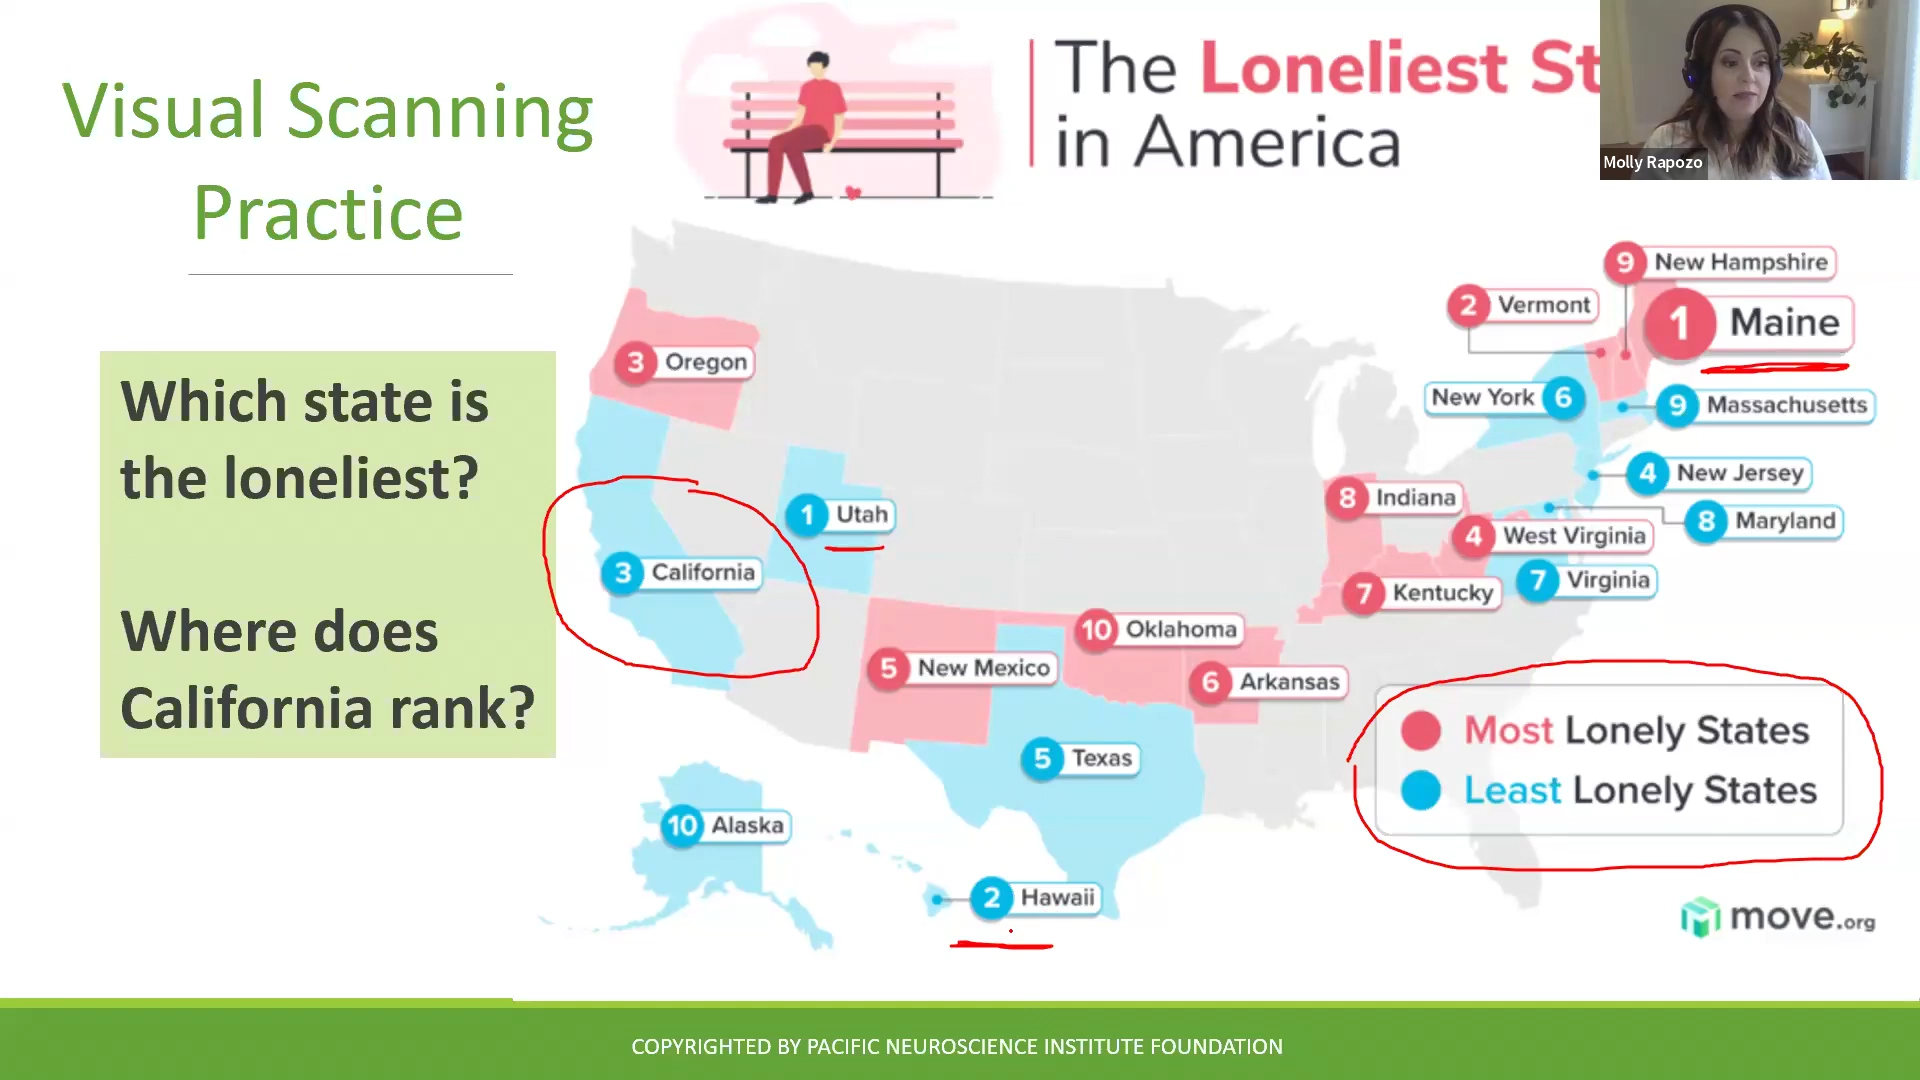 Visual Scanning
Practice
Which state is
the loneliest?
Where does
California rank?
The Loneliest St
in America
Molly Rapozo
9 New Hampshire
2 Vermont
1 Maine
3 Oregon
New York 6
9 Massachusetts
4 New Jersey
8 Indiana
1 Utah
8 Maryland
4 West Virginia
3 California
7 Virginia
7 Kentucky
10 Oklahoma
5 New Mexico
6 Arkansas
5 Texas
10 Alaska
2 Hawaii
Most Lonely States
Least Lonely States
move.org
COPYRIGHTED BY PACIFIC NEUROSCIENCE INSTITUTE FOUNDATION